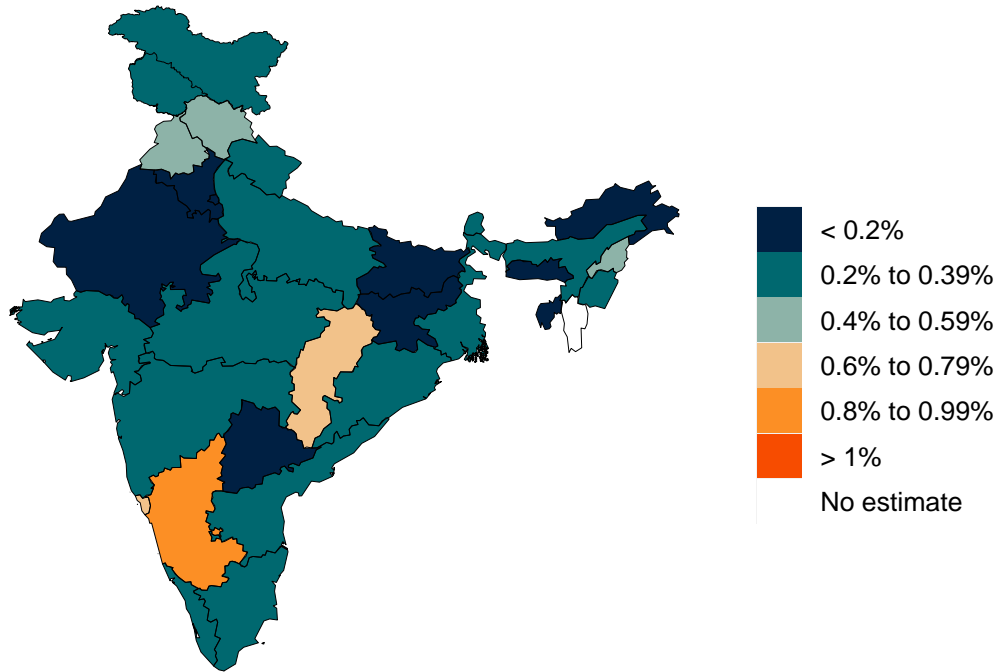 < 0.2%
0.2% to 0.39%
0.4% to 0.59%
0.6% to 0.79%
0.8% to 0.99%
> 1%
No estimate